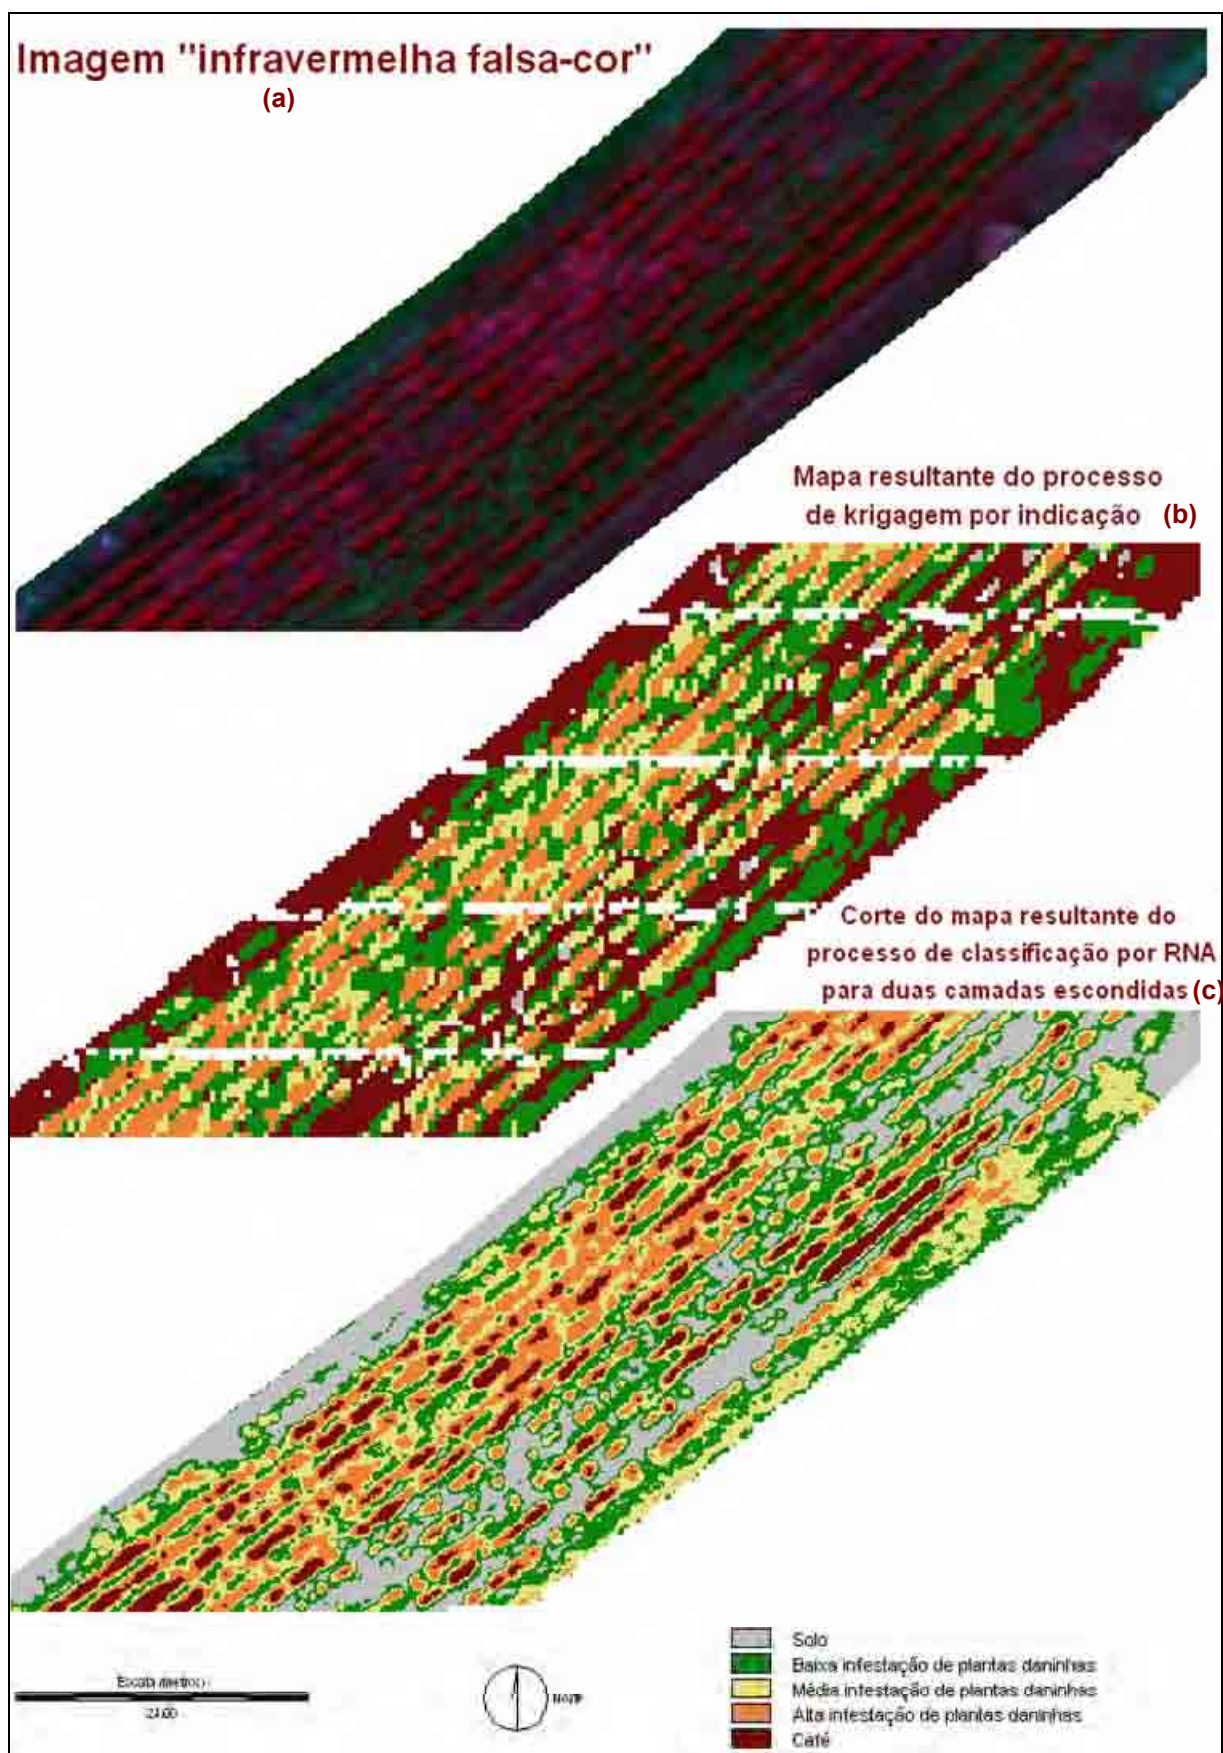 Imagem "infravermelha falsa-cor"
(a)
Mapa resultante do processo
de krigagem por indicação (b)
Corte do mapa resultante do
processo de classificação por RNA
para duas camadas escondidas (c)
Solo
Baixa infestação de plantas daninhas
Média infestação de plantas daninhas
Alta infestação de plantas daninhas
Café
Escala